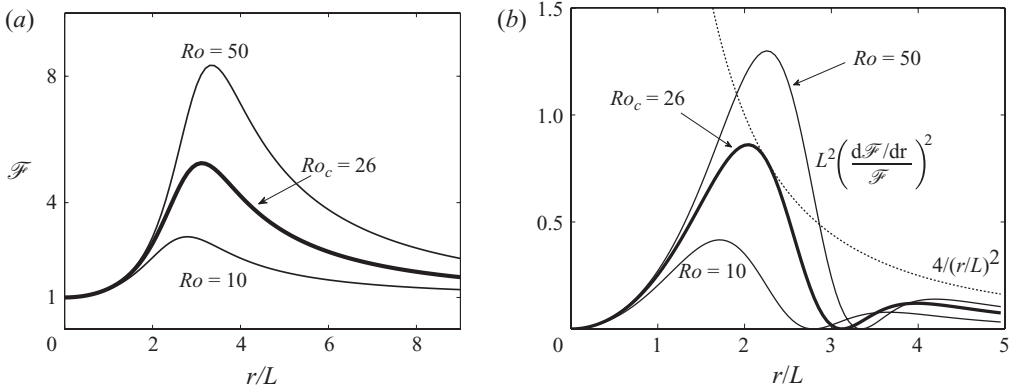 (a)
Ro = 50
8
ℱ
Ro_c = 26
4
Ro = 10
1
0 2 4 6 8
r/L
(b)
1.5
Ro = 50
Ro_c = 26
1.0
L² ( (dℱ/dr) / ℱ )²
0.5
Ro = 10
4/(r/L)²
0 1 2 3 4 5
r/L